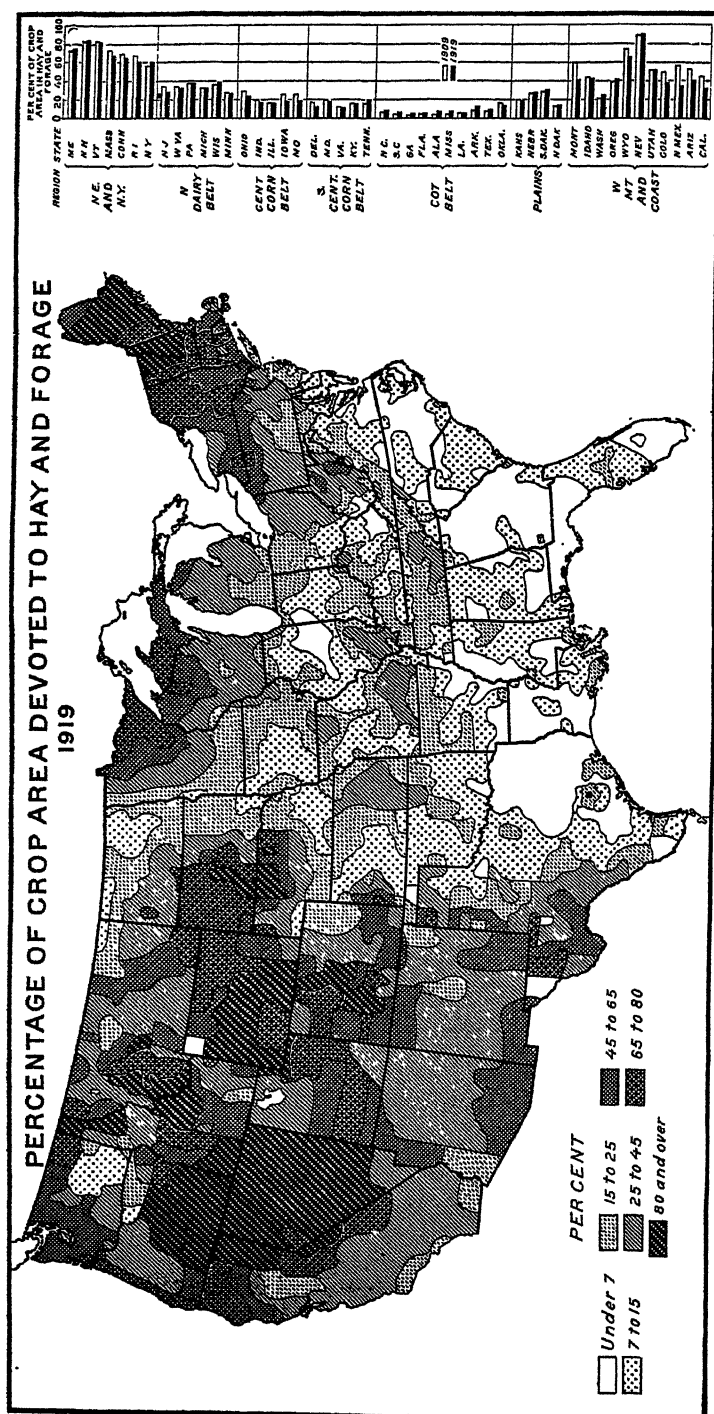 PERCENTAGE OF CROP AREA DEVOTED TO HAY AND FORAGE
1919
PER CENT
Under 7
7 to 15
15 to 25
25 to 45
80 and over
45 to 65
65 to 80
REGION STATE
PER CENT OF CROP
AREA IN HAY AND
FORAGE
0 20 40 60 80 100
1909
1919
N.E.
AND
N.Y.
ME
N H
VT
MASS
CONN
R I
N Y
N
DAIRY
BELT
N J
W VA
PA
MICH
WIS
MINN
CENT
CORN
BELT
OHIO
IND.
ILL.
IOWA
MO
S.
CENT.
CORN
BELT
DEL.
MD.
VA.
KY.
TENN.
COT
BELT
N C.
S.C
GA
FLA.
ALA
MISS
LA.
ARK.
TEX.
OKLA.
PLAINS
KANS
NEBR
S.DAK.
N DAK
W
MT
AND
COAST
MONT
IDAHO
WASH
OREG
WYO
NEV
UTAH
COLO
N MEX.
ARIZ
CAL.